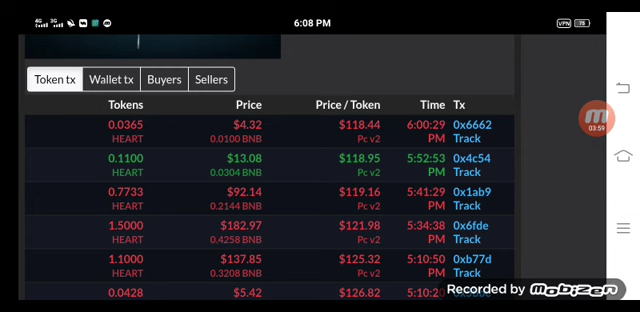 4G 3G 6:08 PM VPN 75
Token tx Wallet tx Buyers Sellers
Tokens Price Price / Token Time Tx
0.0365 $4.32 $118.44 6:00:29 0x6662
HEART 0.0100 BNB Pc v2 PM Track
0.1100 $13.08 $118.95 5:52:53 0x4c54
HEART 0.0304 BNB Pc v2 PM Track
0.7733 $92.14 $119.16 5:41:29 0x1ab9
HEART 0.2144 BNB Pc v2 PM Track
1.5000 $182.97 $121.98 5:34:38 0x6fde
HEART 0.4258 BNB Pc v2 PM Track
1.1000 $137.85 $125.32 5:10:50 0xb77d
HEART 0.3208 BNB Pc v2 PM Track
0.0428 $5.42 $126.82 5:10:20
M
03:59
Recorded by Mobizen